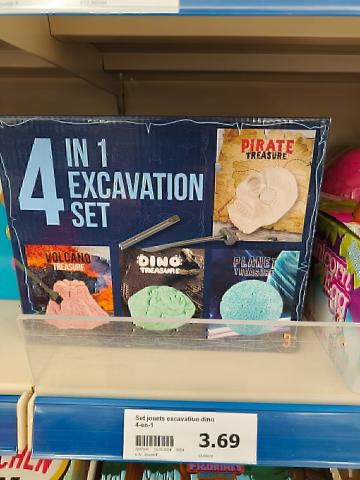 4 IN 1
EXCAVATION
SET
PIRATE
TREASURE
VOLCANO
TREASURE
DINO
TREASURE
PLANET
TREASURE
Set jouets excavation dino
4-en-1
3.69
FIGURINES